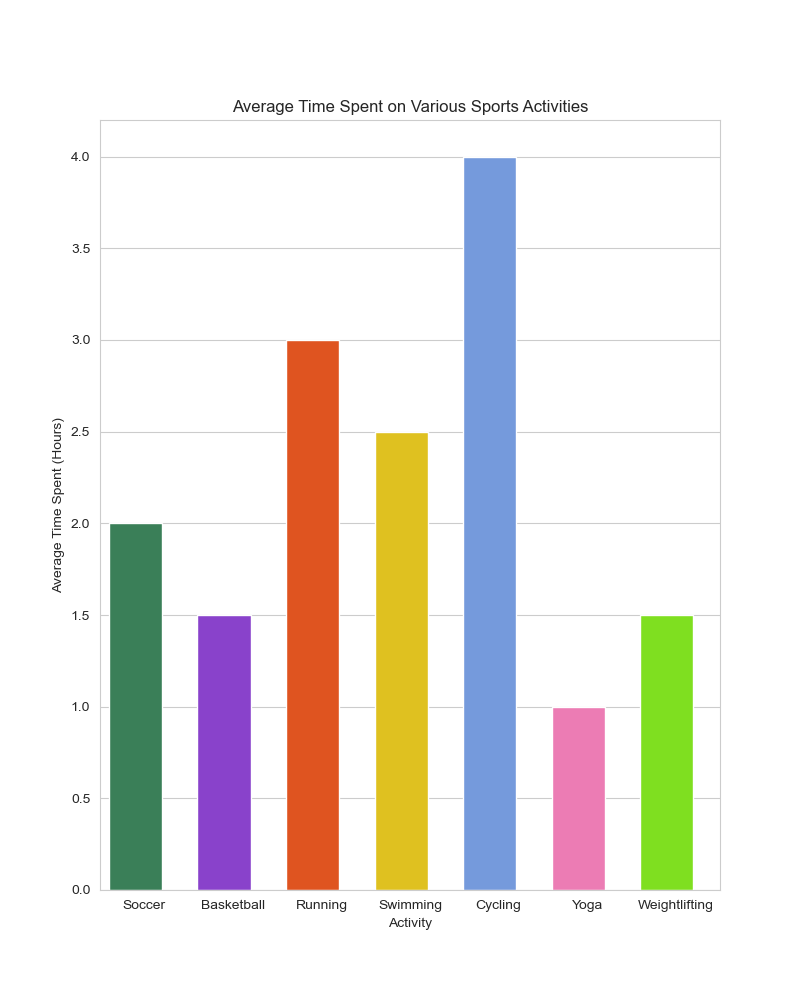 Average Time Spent on Various Sports Activities
Average Time Spent (Hours)
4.0
3.5
3.0
2.5
2.0
1.5
1.0
0.5
0.0
Soccer Basketball Running Swimming Cycling Yoga Weightlifting
Activity